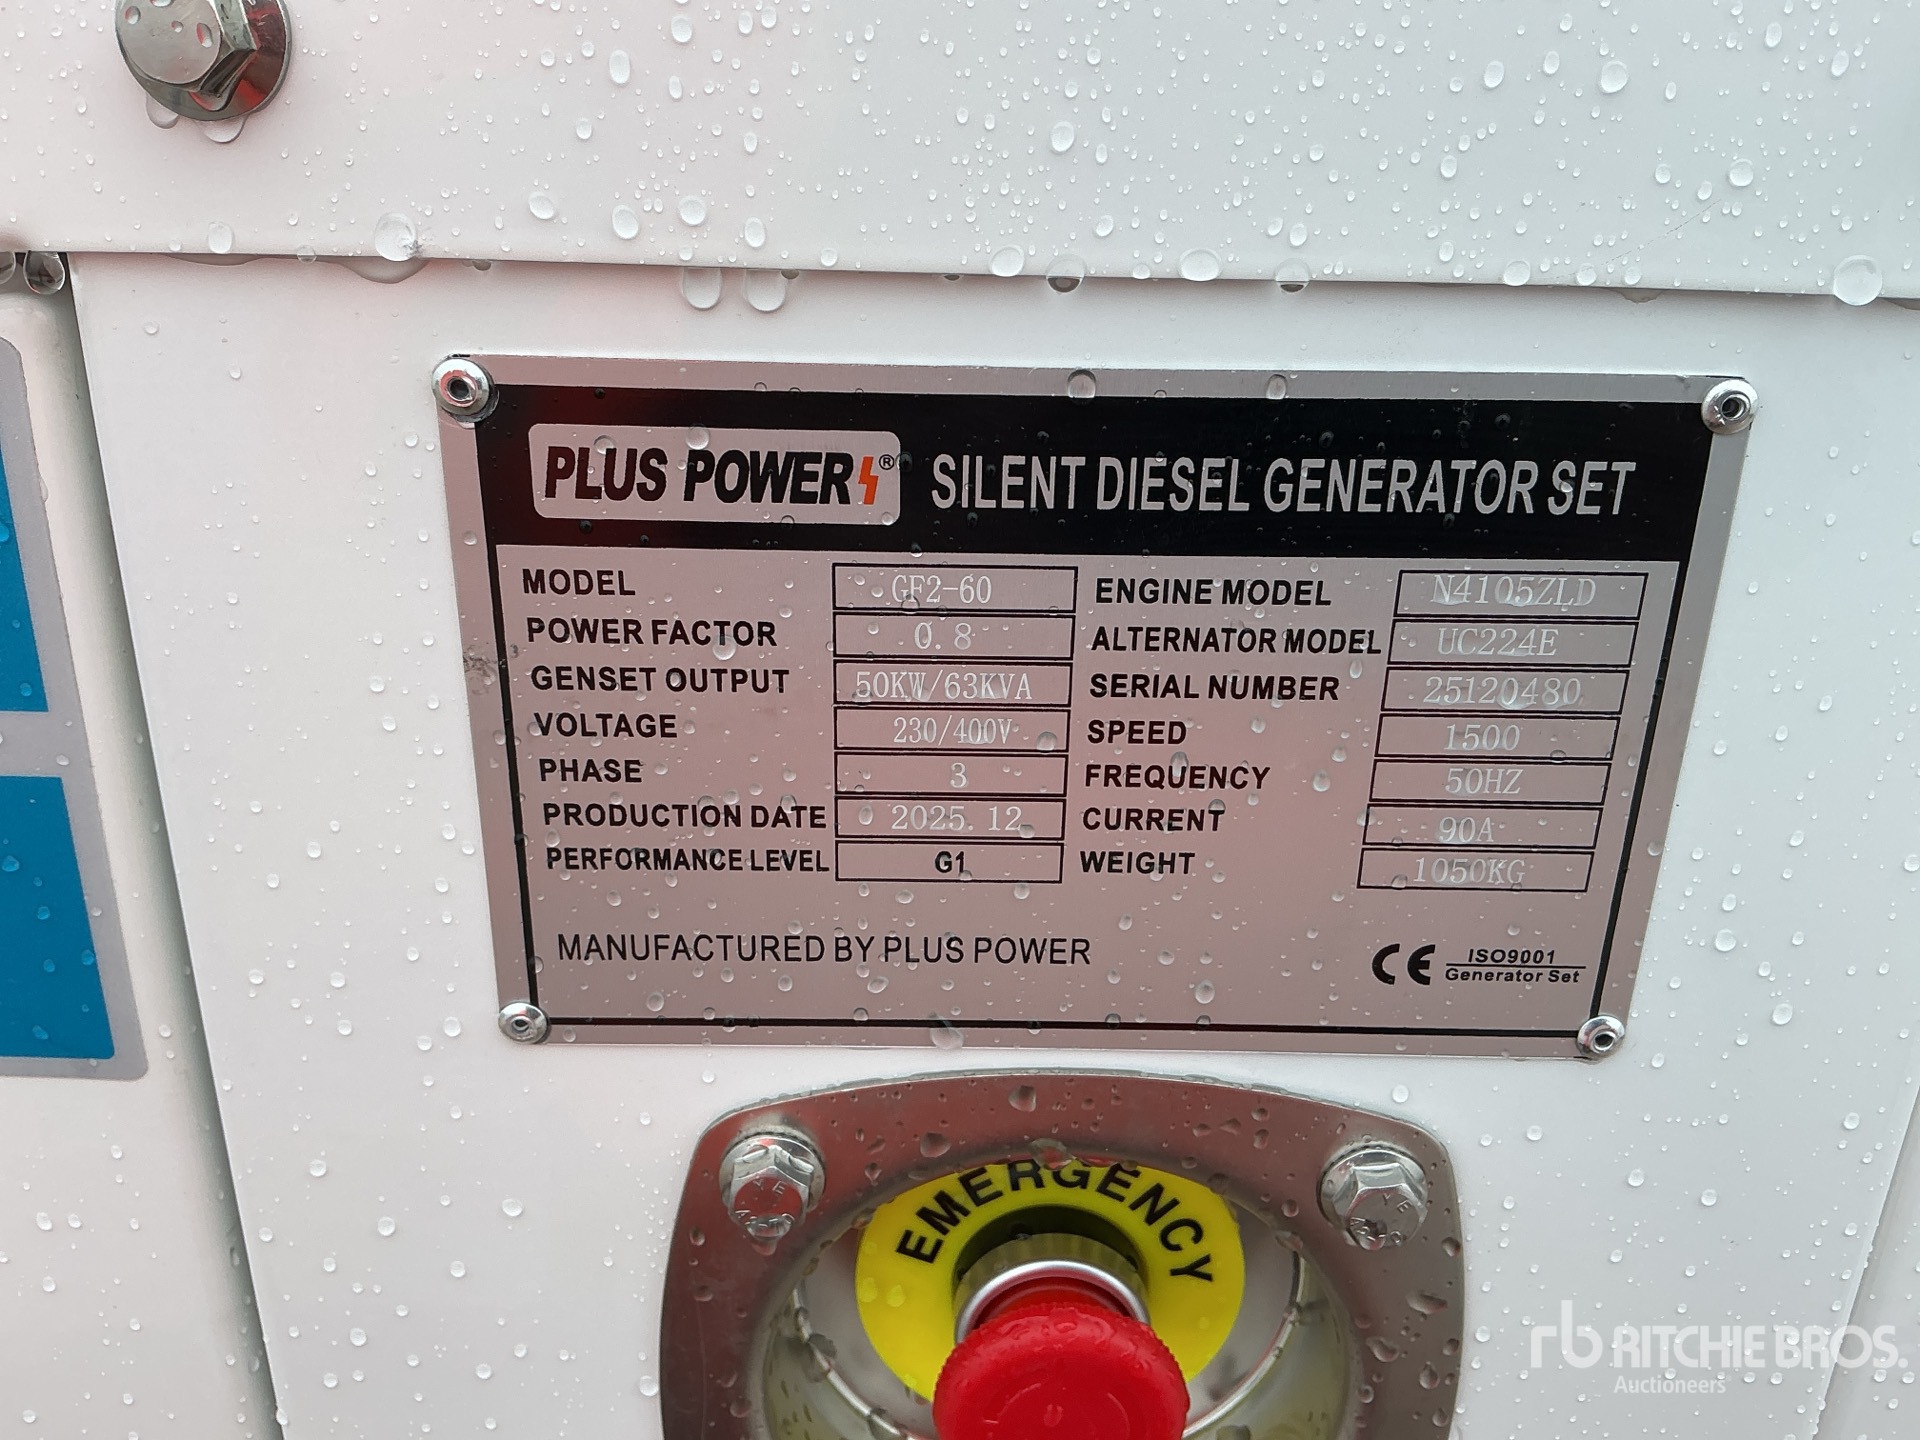 PLUS POWER ® SILENT DIESEL GENERATOR SET
MODEL GF2-60 ENGINE MODEL N4105ZLD
POWER FACTOR 0.8 ALTERNATOR MODEL UC224E
GENSET OUTPUT 50KW/63KVA SERIAL NUMBER 25120480
VOLTAGE 230/400V SPEED 1500
PHASE 3 FREQUENCY 50HZ
PRODUCTION DATE 2025.12 CURRENT 90A
PERFORMANCE LEVEL G1 WEIGHT 1050KG
MANUFACTURED BY PLUS POWER CE ISO9001
Generator Set
EMERGENCY
rb RITCHIE BROS.
Auctioneers